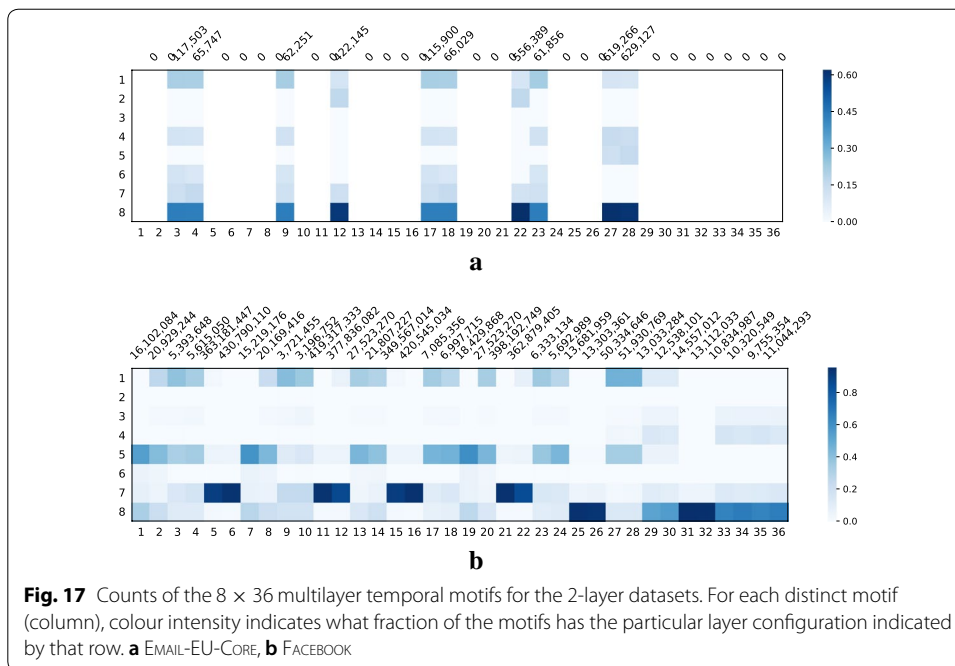 0 0 117,503 65,747 0 0 0 0 62,251 0 0 422,145 0 0 0 0 115,900 66,029 0 0 0 556,389 61,856 0 0 0 619,266 629,127 0 0 0 0 0 0 0 0
1
2
3
4
5
6
7
8
1 2 3 4 5 6 7 8 9 10 11 12 13 14 15 16 17 18 19 20 21 22 23 24 25 26 27 28 29 30 31 32 33 34 35 36
0.60
0.45
0.30
0.15
0.00
a
16,102,084 20,929,244 5,393,648 5,615,050 363,181,447 430,790,110 15,219,176 20,169,416 3,721,455 3,196,752 419,317,333 377,836,082 27,523,270 21,807,227 349,567,014 420,545,034 7,085,356 6,997,715 18,429,868 27,523,270 398,192,749 362,879,405 6,333,134 5,692,989 13,681,959 13,303,361 50,334,646 51,930,769 13,035,284 12,538,101 14,557,012 13,112,033 10,834,987 10,320,549 9,755,354 11,044,293
1
2
3
4
5
6
7
8
1 2 3 4 5 6 7 8 9 10 11 12 13 14 15 16 17 18 19 20 21 22 23 24 25 26 27 28 29 30 31 32 33 34 35 36
0.8
0.6
0.4
0.2
0.0
b
Fig. 17 Counts of the 8 × 36 multilayer temporal motifs for the 2-layer datasets. For each distinct motif
(column), colour intensity indicates what fraction of the motifs has the particular layer configuration indicated
by that row. a EMAIL-EU-CORE, b FACEBOOK